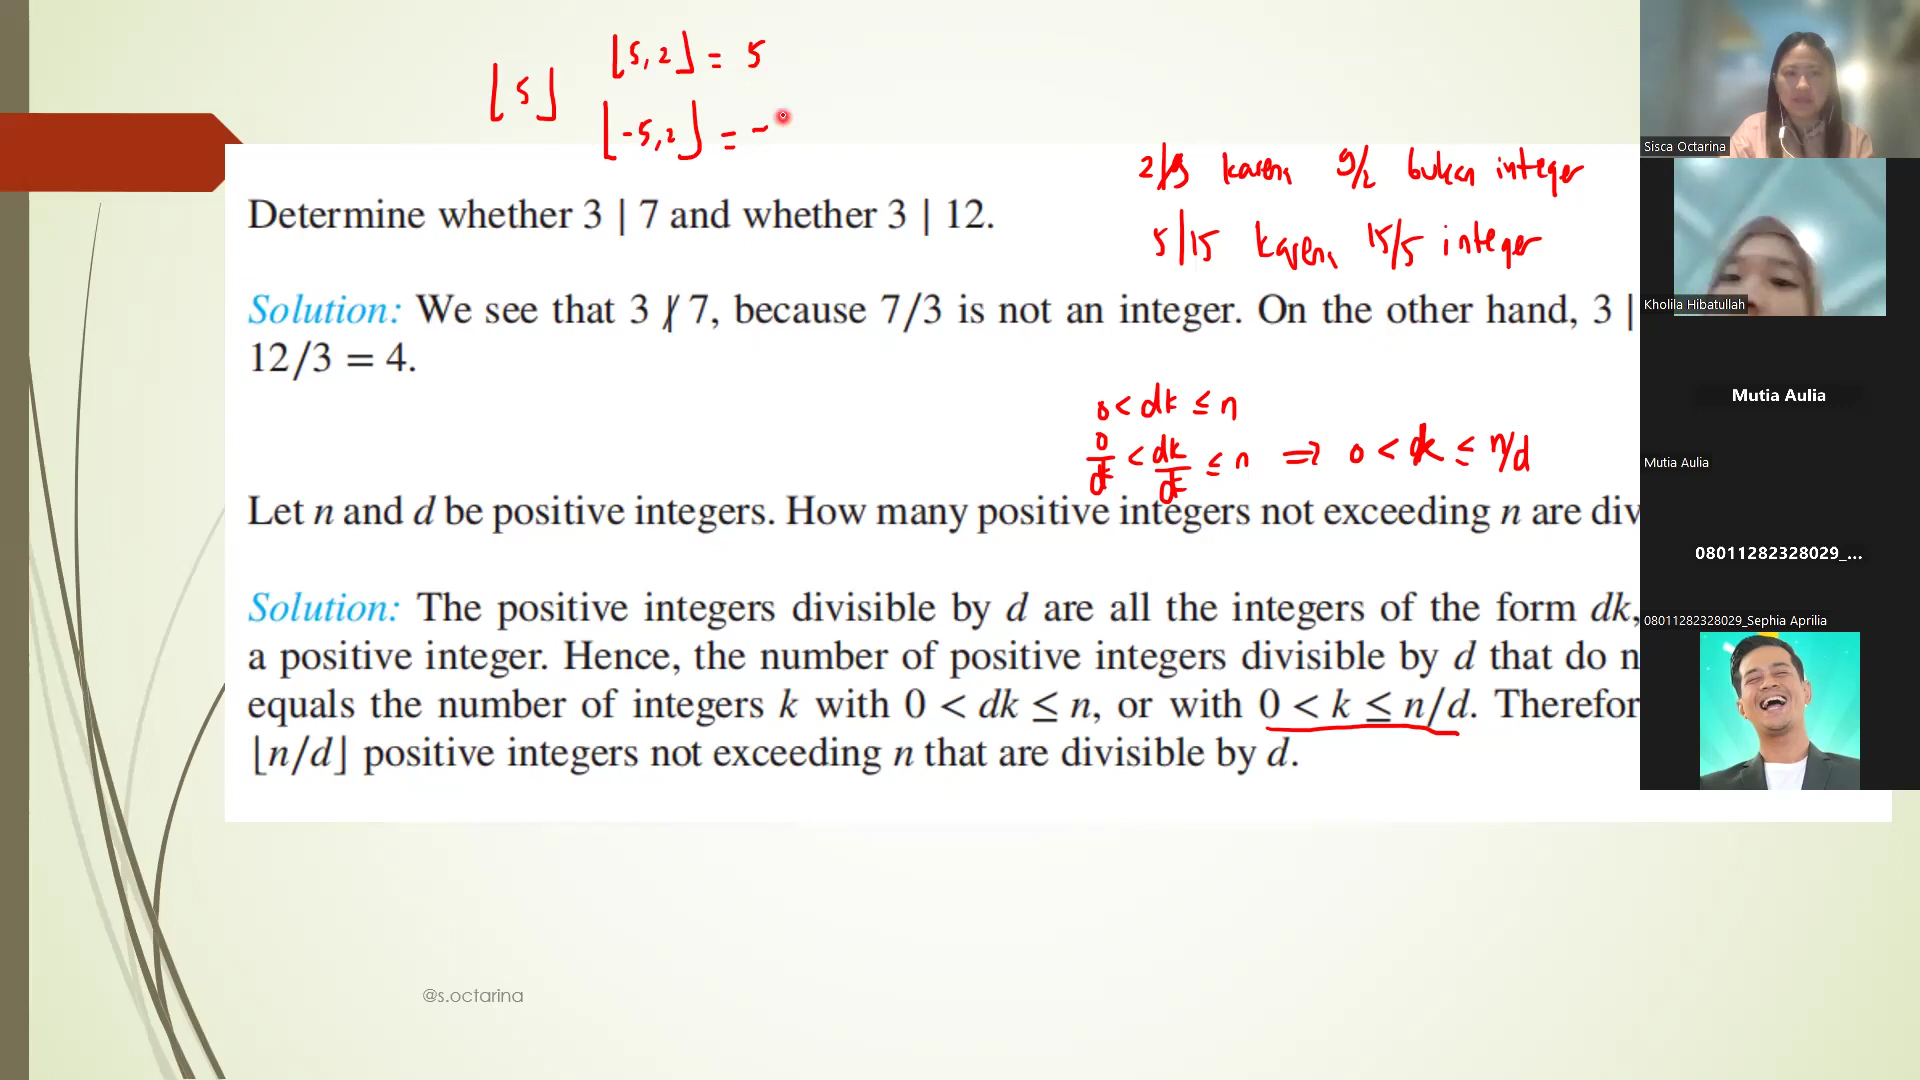 ⌊5⌋
⌊5,2⌋ = 5
⌊-5,2⌋ = -
Determine whether 3 | 7 and whether 3 | 12.
2∤9 karena 9/2 bukan integer
5|15 karena 15/5 integer
Solution: We see that 3 ∤ 7, because 7/3 is not an integer. On the other hand, 3 |
12/3 = 4.
0 < dk ≤ n
0/d < dk/d ≤ n ⇒ 0 < k ≤ n/d
Let n and d be positive integers. How many positive integers not exceeding n are div
Solution: The positive integers divisible by d are all the integers of the form dk,
a positive integer. Hence, the number of positive integers divisible by d that do n
equals the number of integers k with 0 < dk ≤ n, or with 0 < k ≤ n/d. Therefor
⌊n/d⌋ positive integers not exceeding n that are divisible by d.
@s.octarina
Sisca Octarina
Kholila Hibatullah
Mutia Aulia
Mutia Aulia
08011282328029_...
08011282328029_Sephia Aprilia